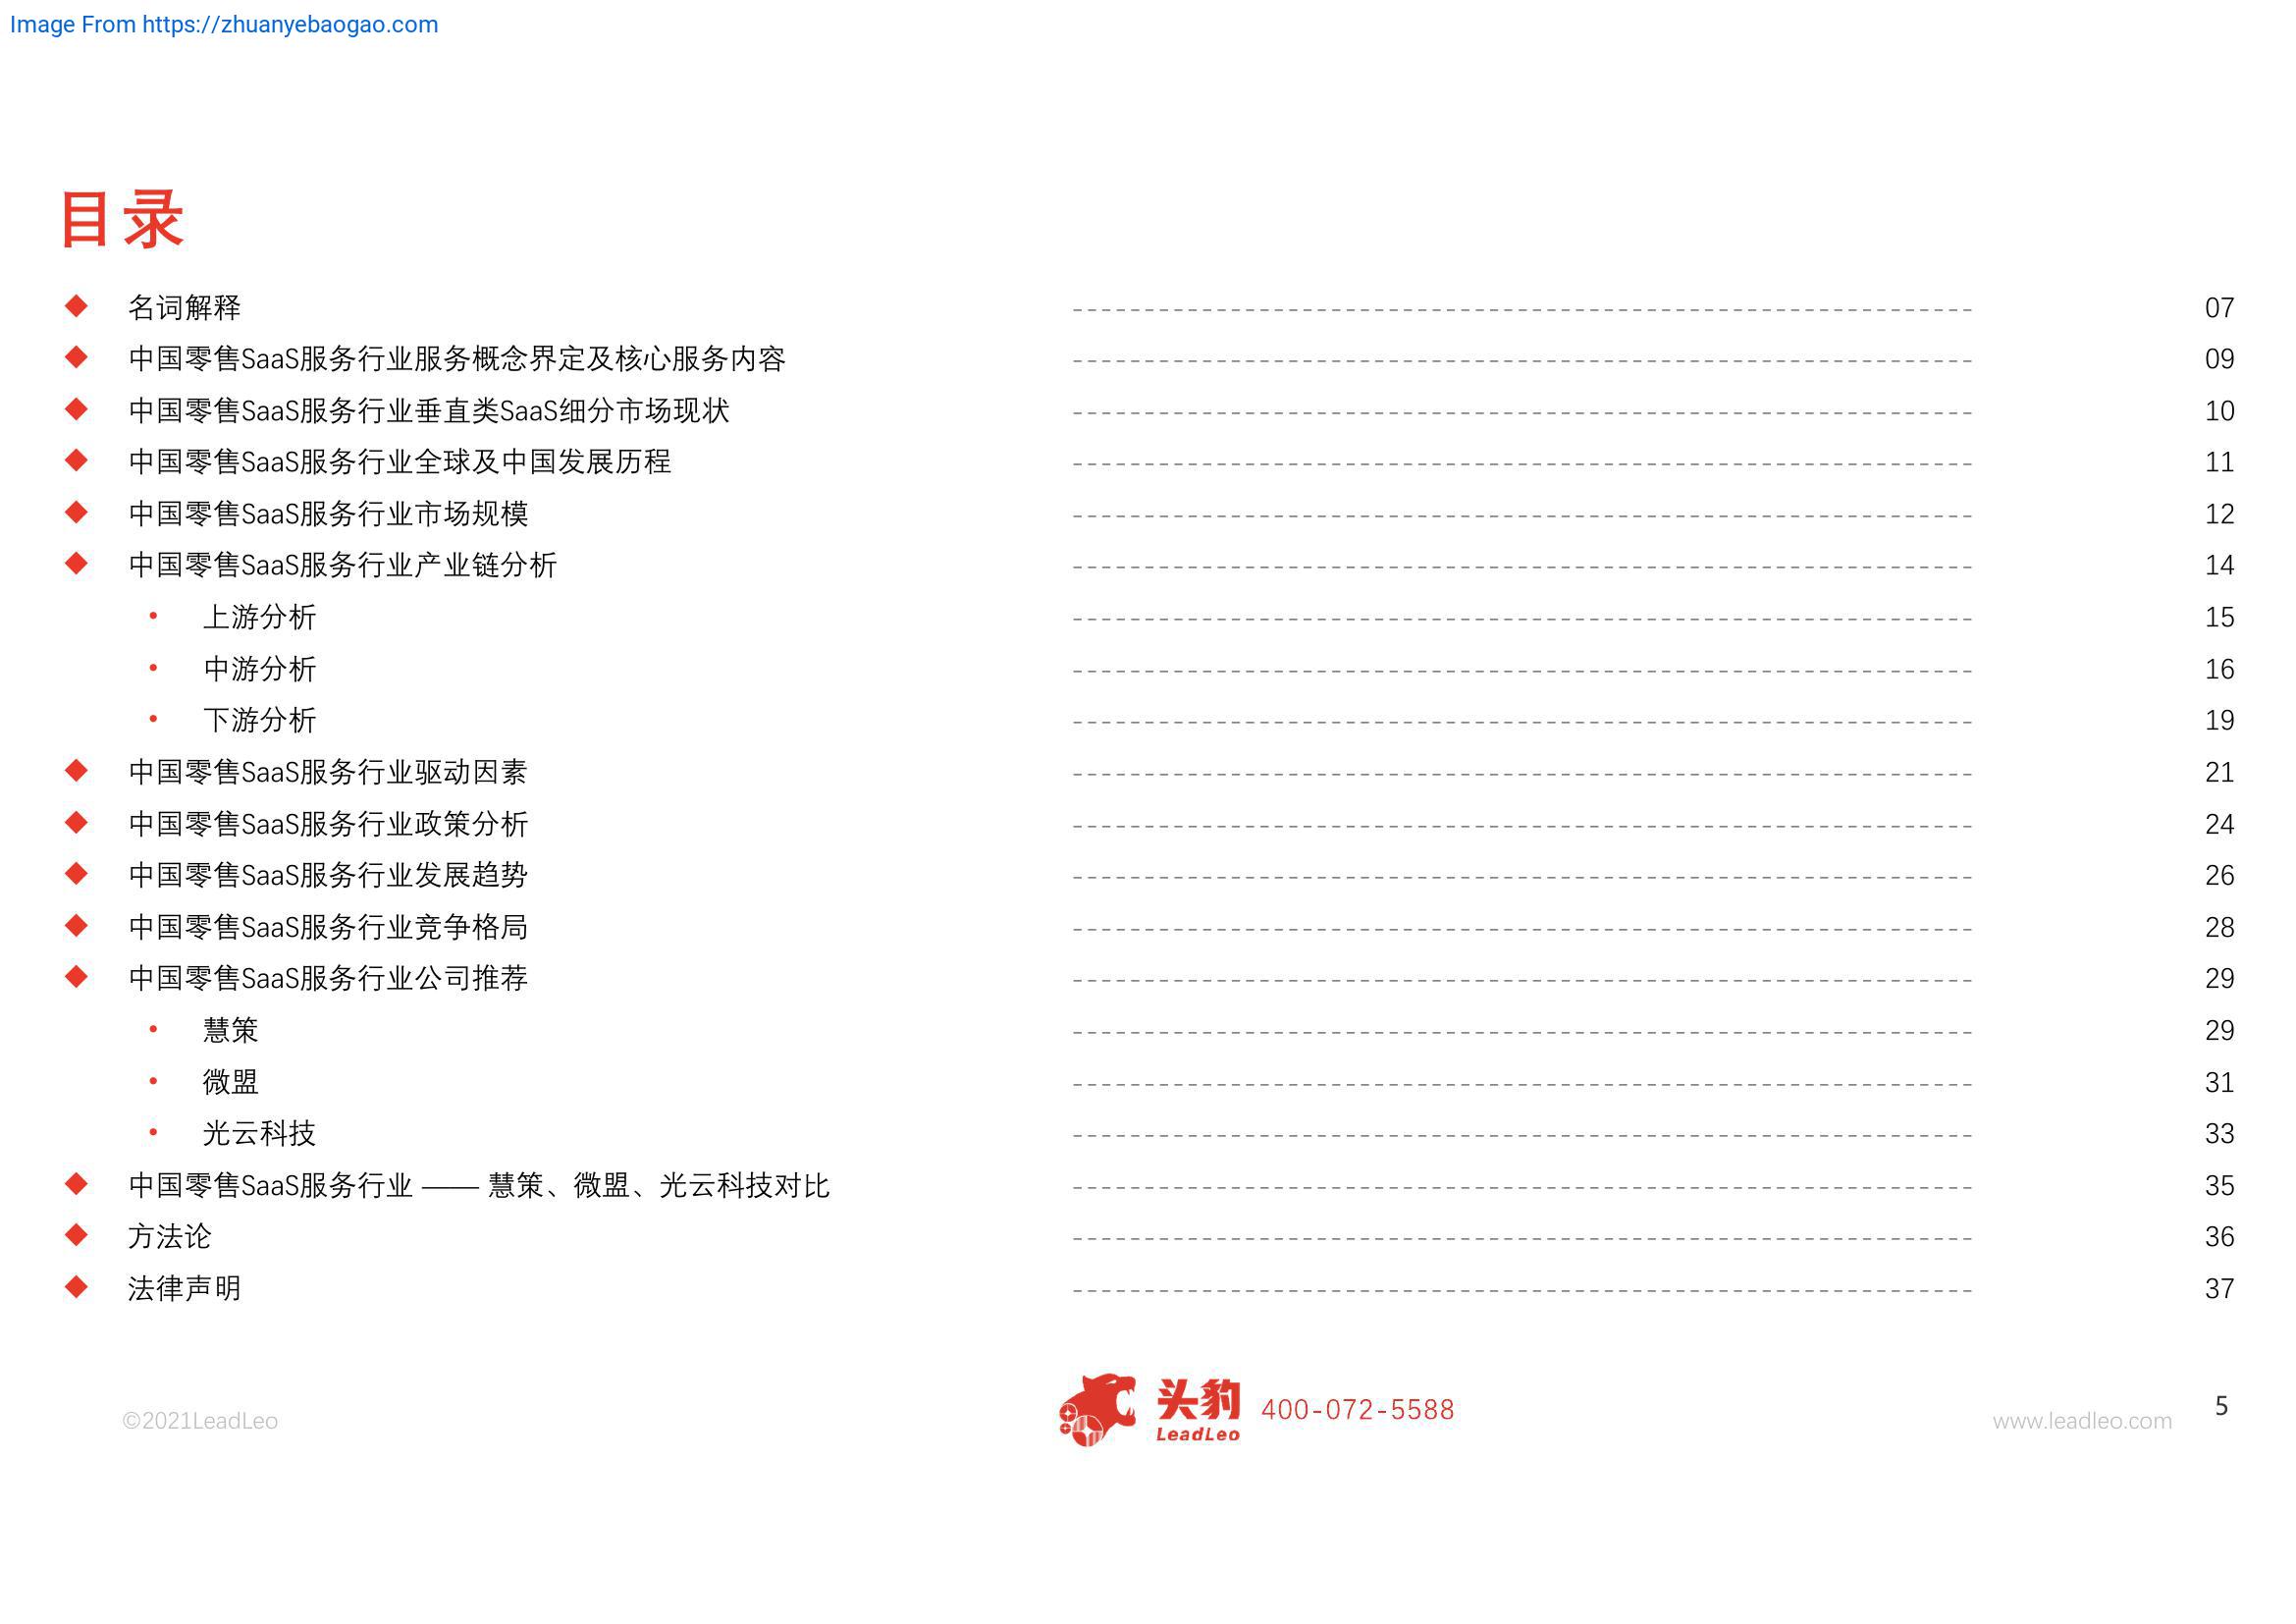 Image From https://zhuanyebaogao.com
目录
◆ 名词解释 ------------------------------ 07
◆ 中国零售SaaS服务行业服务概念界定及核心服务内容 ------------------------------ 09
◆ 中国零售SaaS服务行业垂直类SaaS细分市场现状 ------------------------------ 10
◆ 中国零售SaaS服务行业全球及中国发展历程 ------------------------------ 11
◆ 中国零售SaaS服务行业市场规模 ------------------------------ 12
◆ 中国零售SaaS服务行业产业链分析 ------------------------------ 14
• 上游分析 ------------------------------ 15
• 中游分析 ------------------------------ 16
• 下游分析 ------------------------------ 19
◆ 中国零售SaaS服务行业驱动因素 ------------------------------ 21
◆ 中国零售SaaS服务行业政策分析 ------------------------------ 24
◆ 中国零售SaaS服务行业发展趋势 ------------------------------ 26
◆ 中国零售SaaS服务行业竞争格局 ------------------------------ 28
◆ 中国零售SaaS服务行业公司推荐 ------------------------------ 29
• 慧策 ------------------------------ 29
• 微盟 ------------------------------ 31
• 光云科技 ------------------------------ 33
◆ 中国零售SaaS服务行业 —— 慧策、微盟、光云科技对比 ------------------------------ 35
◆ 方法论 ------------------------------ 36
◆ 法律声明 ------------------------------ 37
©2021LeadLeo
头豹
LeadLeo
400-072-5588
www.leadleo.com
5